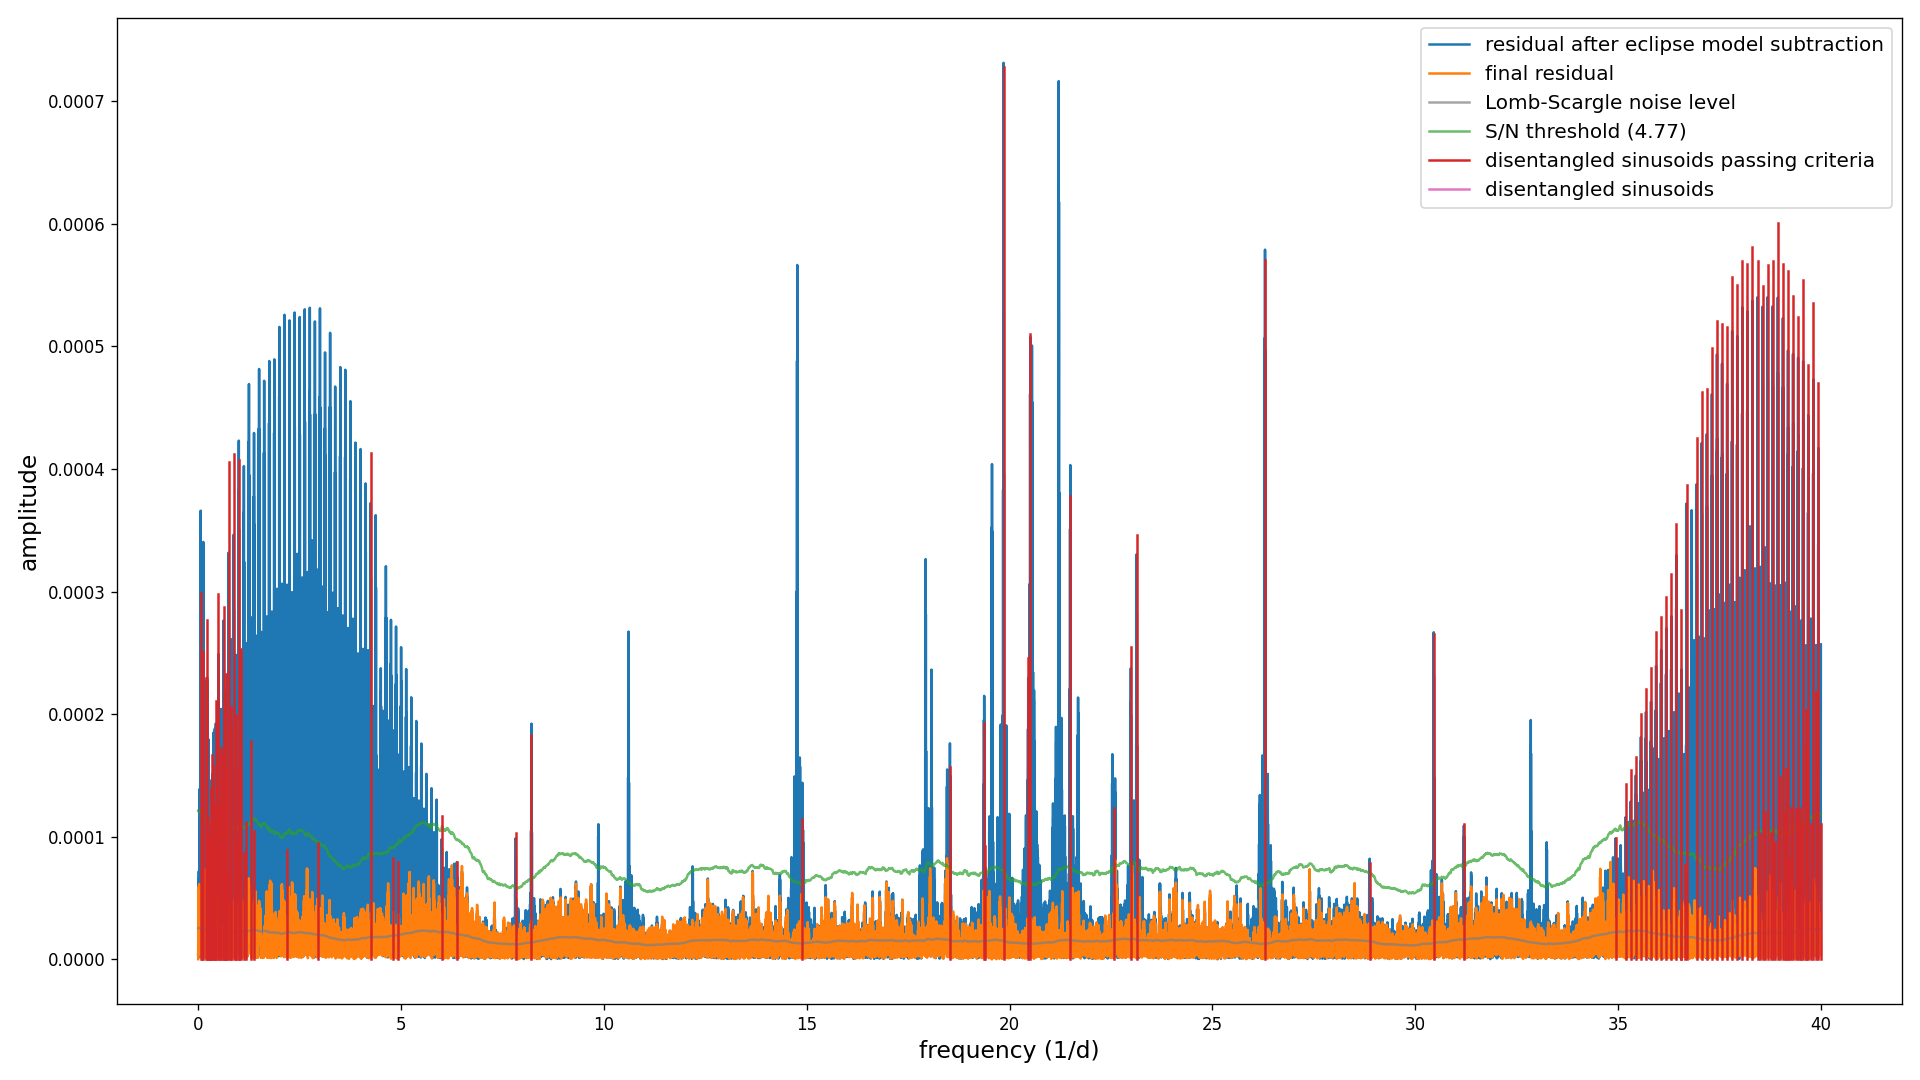 residual after eclipse model subtraction
final residual
Lomb-Scargle noise level
S/N threshold (4.77)
disentangled sinusoids passing criteria
disentangled sinusoids
amplitude
0.0007
0.0006
0.0005
0.0004
0.0003
0.0002
0.0001
0.0000
0 5 10 15 20 25 30 35 40
frequency (1/d)